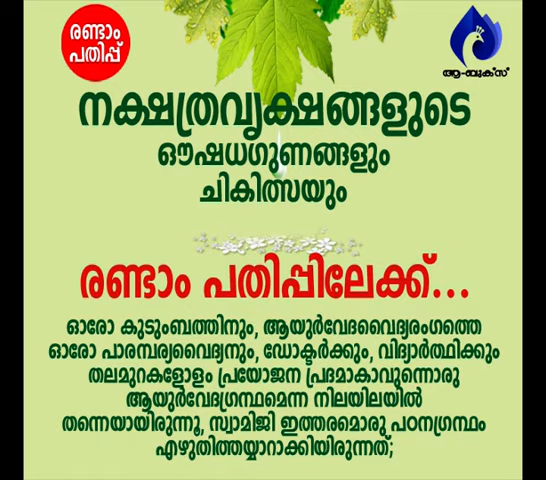 രണ്ടാം
പതിപ്പ്
ആ-ബുക്സ്
നക്ഷത്രവൃക്ഷങ്ങളുടെ
ഔഷധഗുണങ്ങളും
ചികിത്സയും
രണ്ടാം പതിപ്പിലേക്ക്...
ഓരോ കുടുംബത്തിനും, ആയുർവേദവൈദ്യരംഗത്തെ
ഓരോ പാരമ്പര്യവൈദ്യനും, ഡോക്ടർക്കും, വിദ്യാർത്ഥിക്കും
തലമുറകളോളം പ്രയോജന പ്രദമാകാവുന്നൊരു
ആയുർവേദഗ്രന്ഥമെന്ന നിലയിലയിൽ
തന്നെയായിരുന്നൂ, സ്വാമിജി ഇത്തരമൊരു പഠനഗ്രന്ഥം
എഴുതിത്തയ്യാറാക്കിയിരുന്നത്;